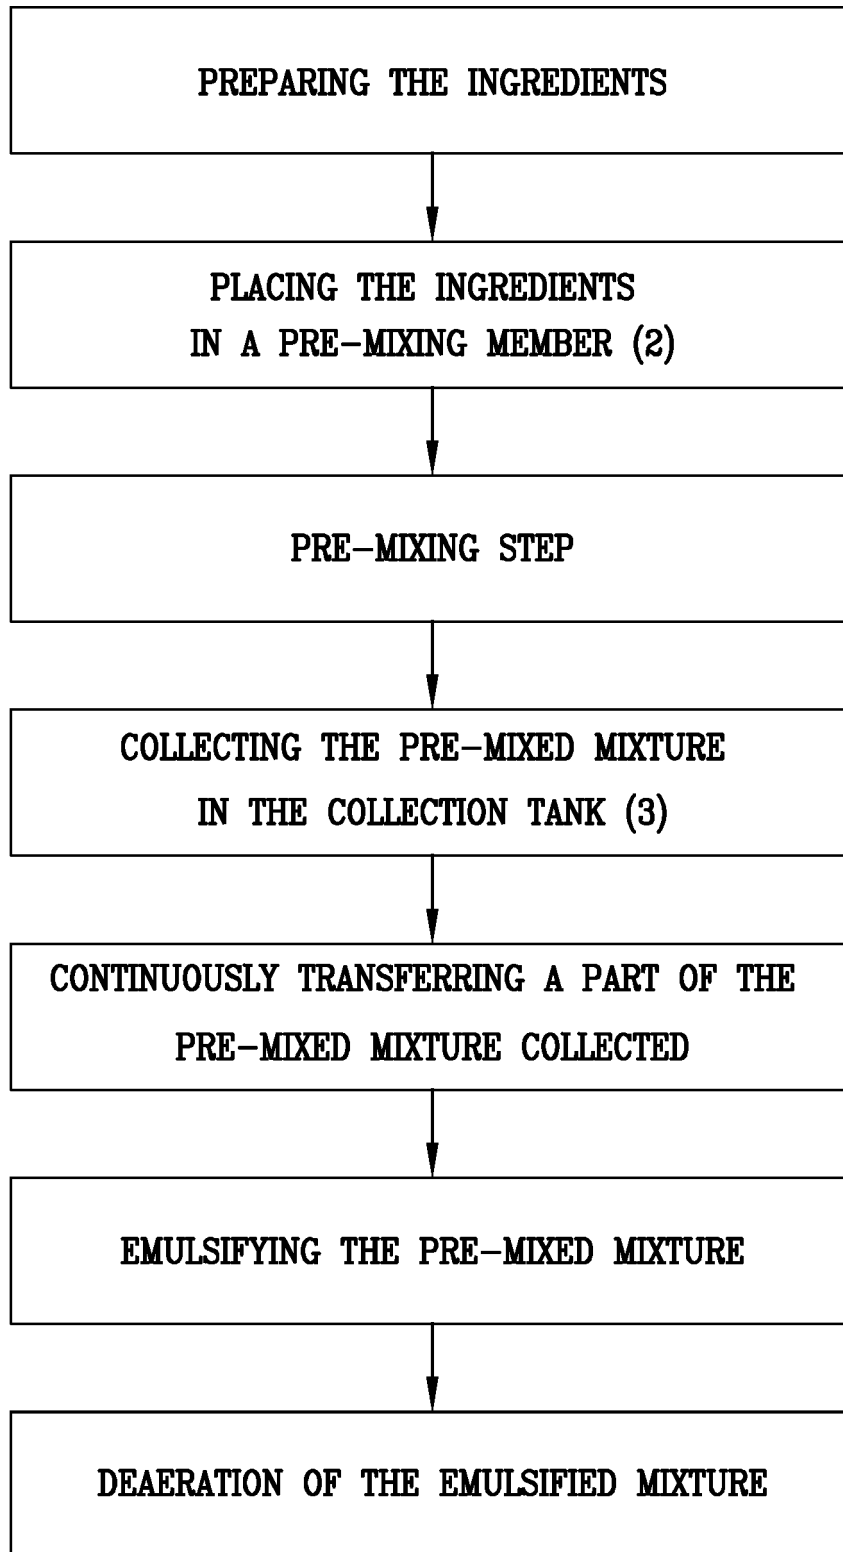 PREPARING THE INGREDIENTS
PLACING THE INGREDIENTS
IN A PRE-MIXING MEMBER (2)
PRE-MIXING STEP
COLLECTING THE PRE-MIXED MIXTURE
IN THE COLLECTION TANK (3)
CONTINUOUSLY TRANSFERRING A PART OF THE
PRE-MIXED MIXTURE COLLECTED
EMULSIFYING THE PRE-MIXED MIXTURE
DEAERATION OF THE EMULSIFIED MIXTURE